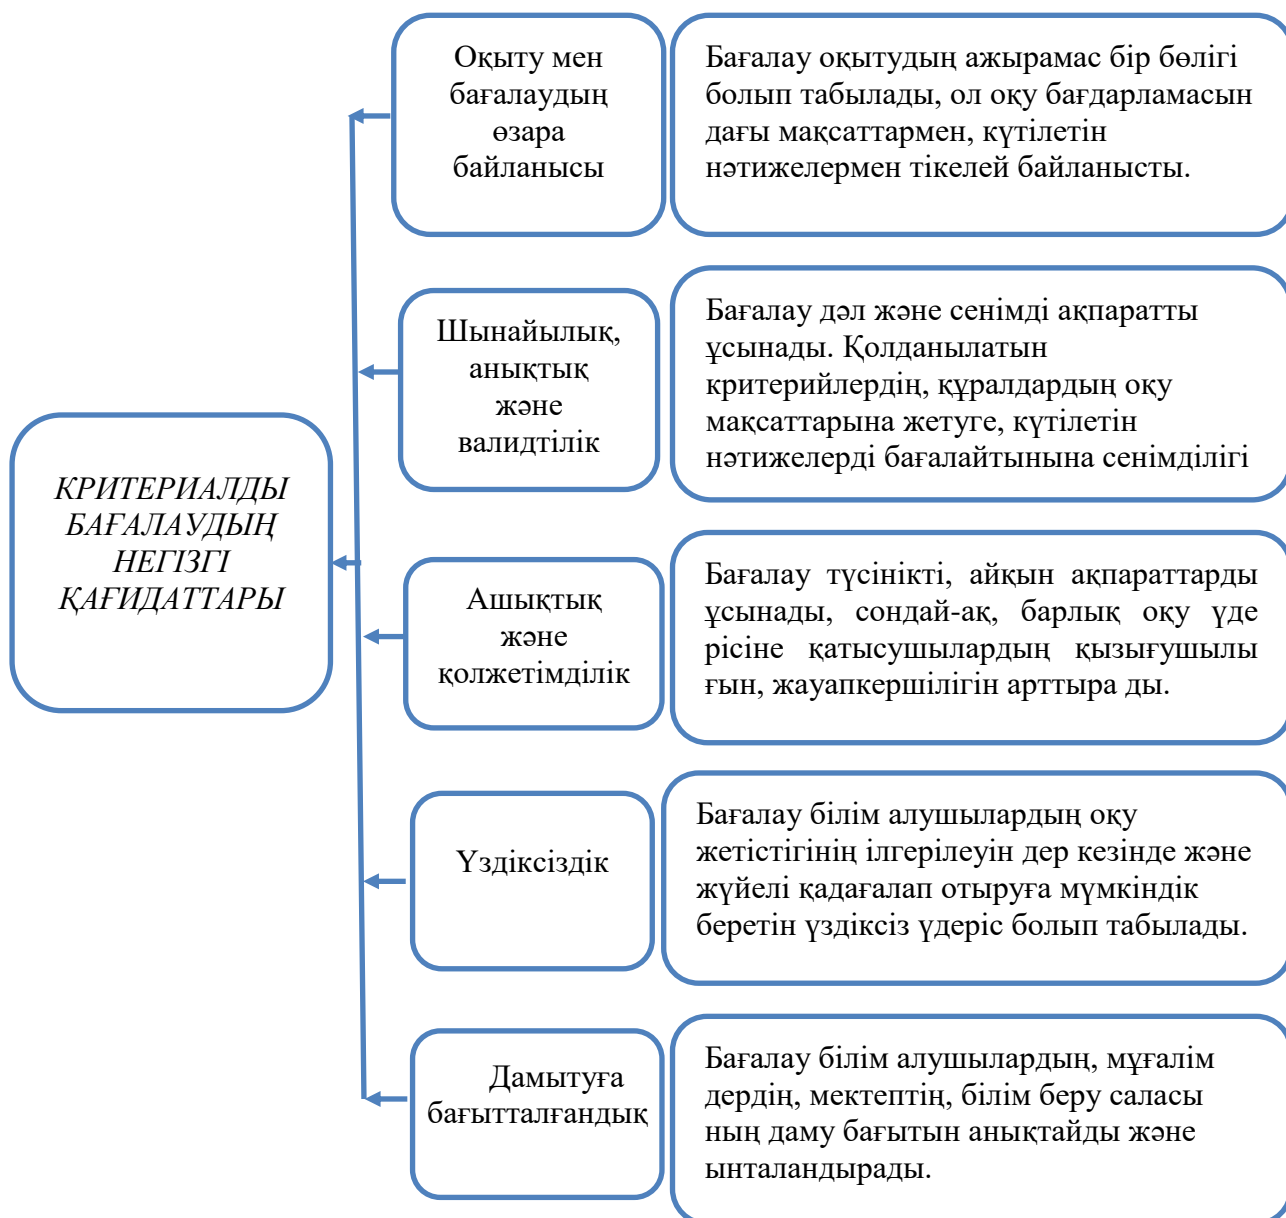 Оқыту мен
бағалаудың
өзара
байланысы
Бағалау оқытудың ажырамас бір бөлігі
болып табылады, ол оқу бағдарламасын
дағы мақсаттармен, күтілетін
нәтижелермен тікелей байланысты.
Шынайылық,
анықтық
және
валидтілік
Бағалау дәл және сенімді ақпаратты
ұсынады. Қолданылатын
критерийлердің, құралдардың оқу
мақсаттарына жетуге, күтілетін
нәтижелерді бағалайтынына сенімділігі
КРИТЕРИАЛДЫ
БАҒАЛАУДЫҢ
НЕГІЗГІ
ҚАҒИДАТТАРЫ
Ашықтық
және
қолжетімділік
Бағалау түсінікті, айқын ақпараттарды
ұсынады, сондай-ақ, барлық оқу үде
рісіне қатысушылардың қызығушылы
ғын, жауапкершілігін арттыра ды.
Үздіксіздік
Бағалау білім алушылардың оқу
жетістігінің ілгерілеуін дер кезінде және
жүйелі қадағалап отыруға мүмкіндік
беретін үздіксіз үдеріс болып табылады.
Дамытуға
бағытталғандық
Бағалау білім алушылардың, мұғалім
дердің, мектептің, білім беру саласы
ның даму бағытын анықтайды және
ынталандырады.